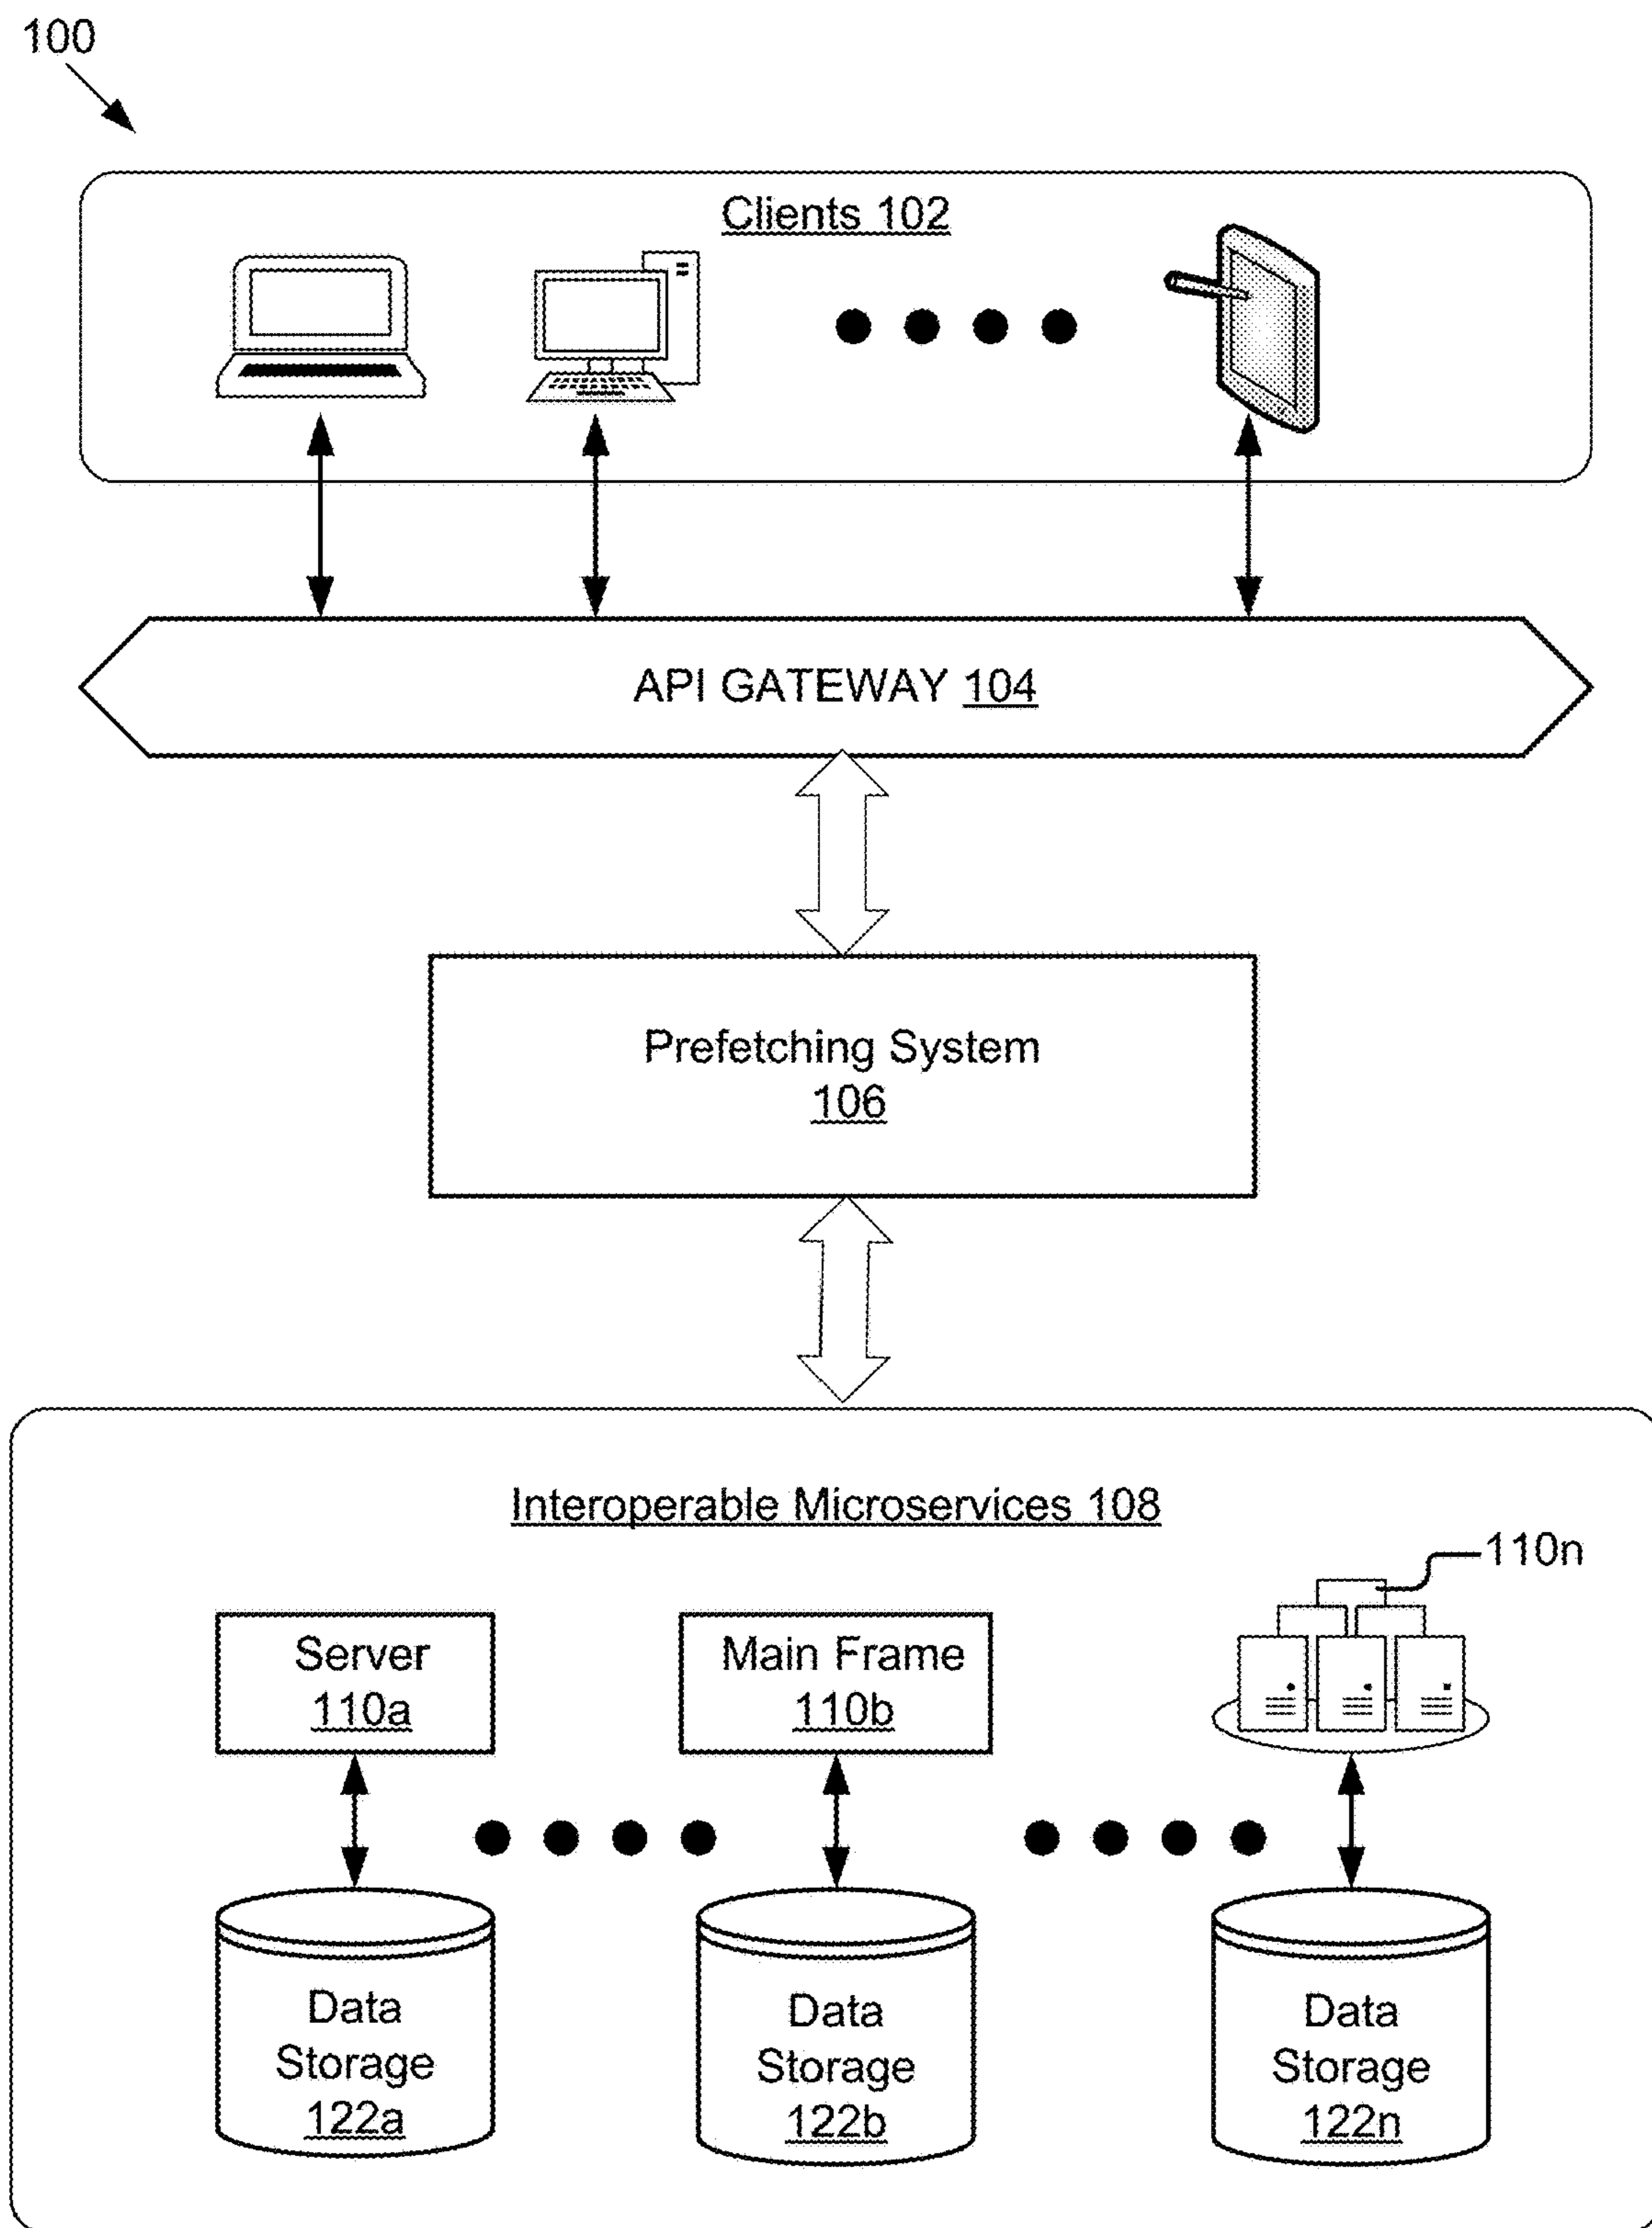 100
Clients 102
API GATEWAY 104
Prefetching System
106
Interoperable Microservices 108
110n
Server
110a
Main Frame
110b
Data
Storage
122a
Data
Storage
122b
Data
Storage
122n